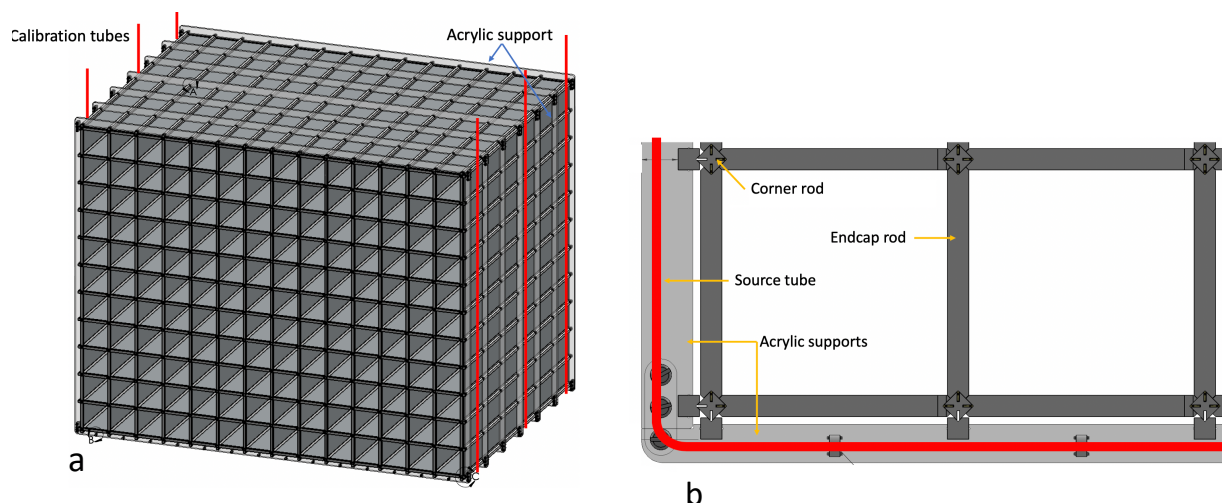 Calibration tubes
Acrylic support
A
B
C
a
Corner rod
Endcap rod
Source tube
Acrylic supports
b